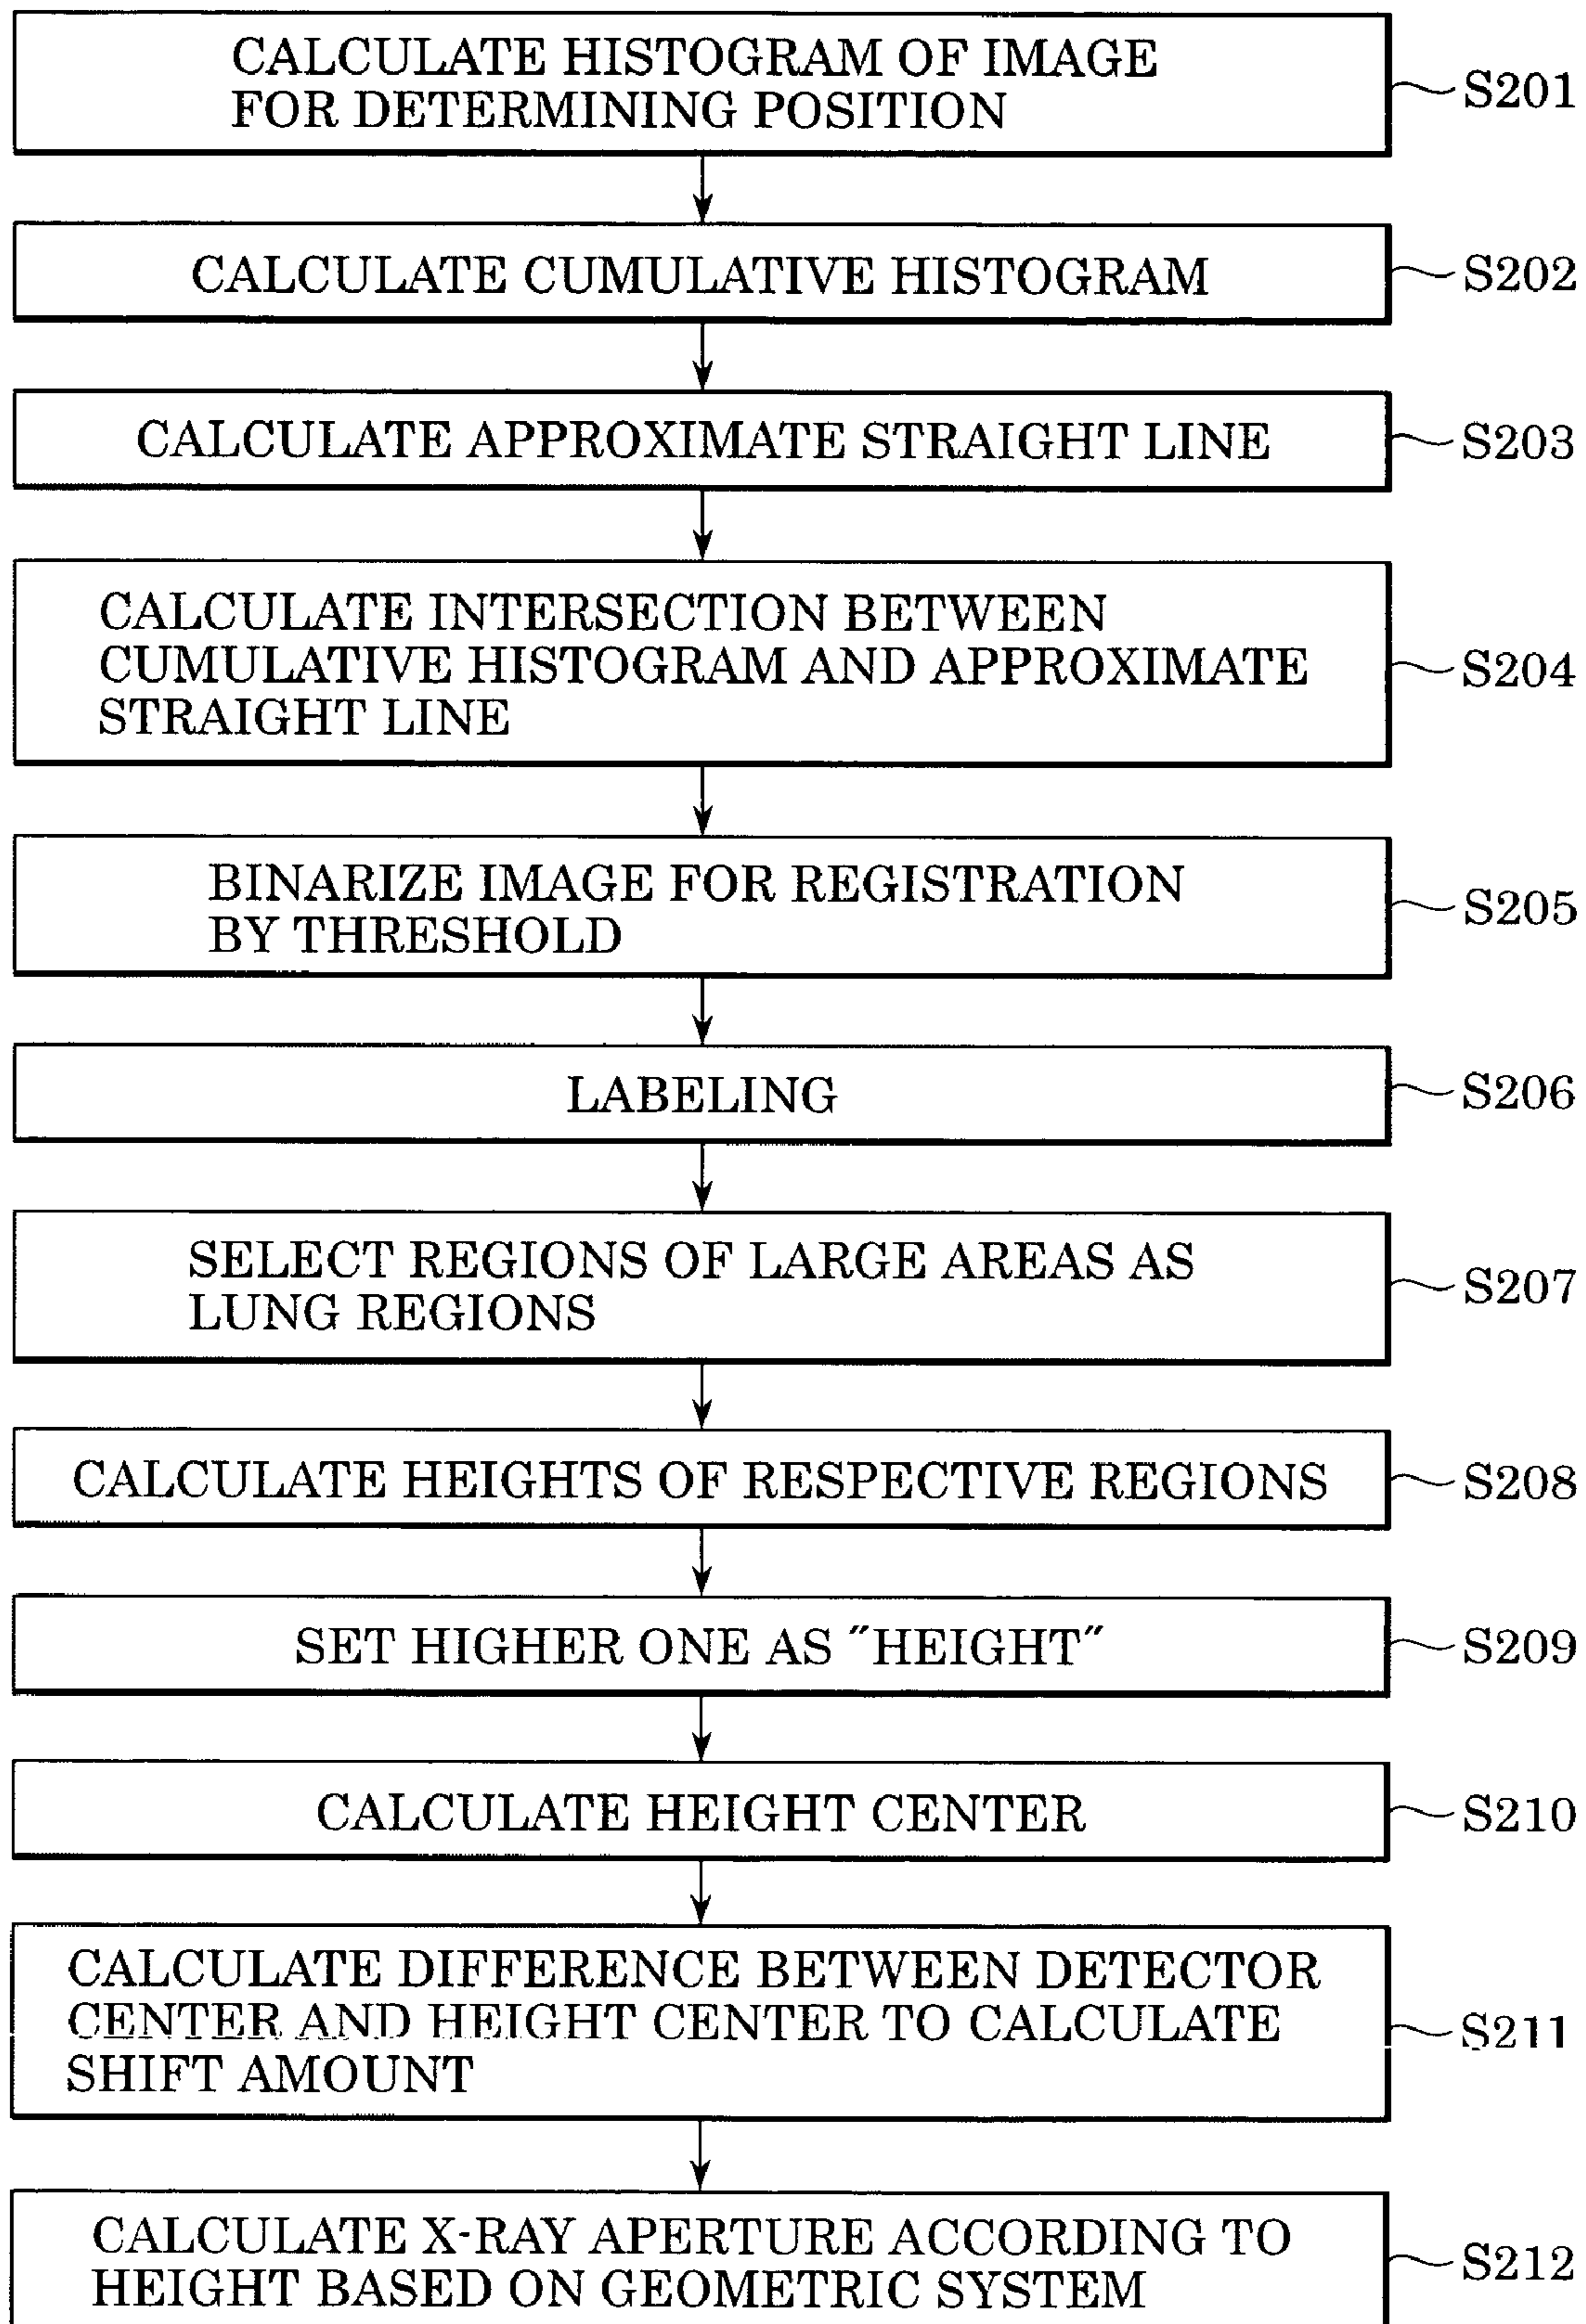 CALCULATE HISTOGRAM OF IMAGE
FOR DETERMINING POSITION
S201
CALCULATE CUMULATIVE HISTOGRAM
S202
CALCULATE APPROXIMATE STRAIGHT LINE
S203
CALCULATE INTERSECTION BETWEEN
CUMULATIVE HISTOGRAM AND APPROXIMATE
STRAIGHT LINE
S204
BINARIZE IMAGE FOR REGISTRATION
BY THRESHOLD
S205
LABELING
S206
SELECT REGIONS OF LARGE AREAS AS
LUNG REGIONS
S207
CALCULATE HEIGHTS OF RESPECTIVE REGIONS
S208
SET HIGHER ONE AS "HEIGHT"
S209
CALCULATE HEIGHT CENTER
S210
CALCULATE DIFFERENCE BETWEEN DETECTOR
CENTER AND HEIGHT CENTER TO CALCULATE
SHIFT AMOUNT
S211
CALCULATE X-RAY APERTURE ACCORDING TO
HEIGHT BASED ON GEOMETRIC SYSTEM
S212